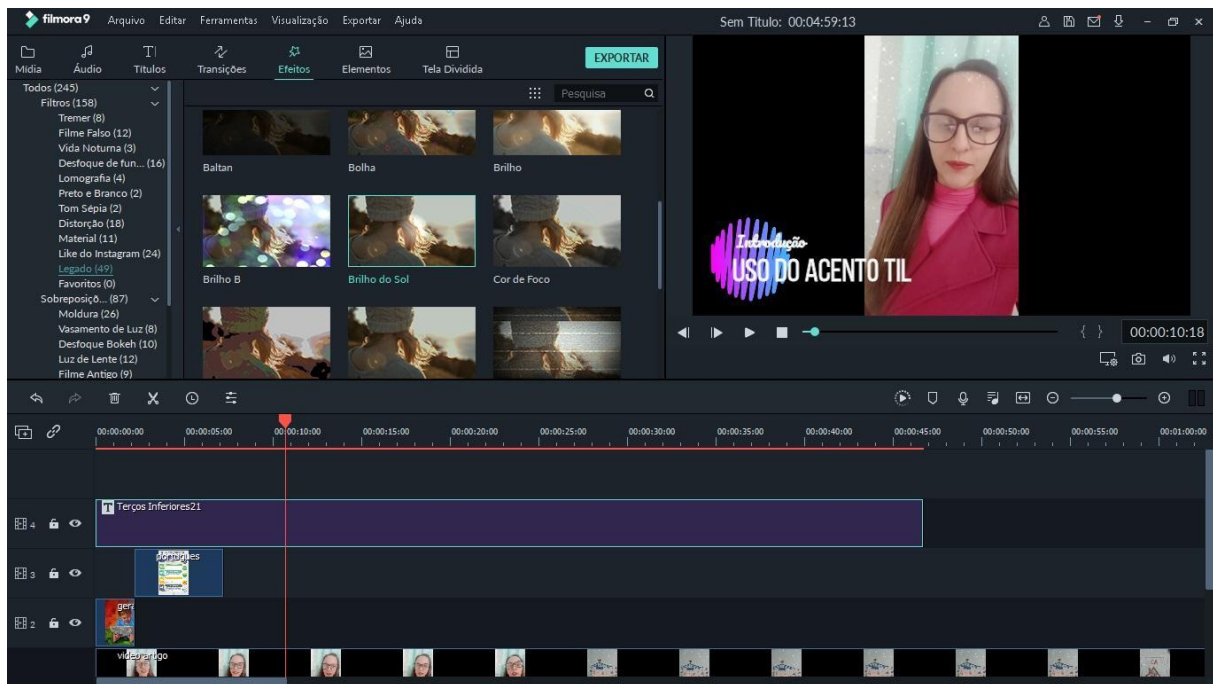 filmora9 Arquivo Editar Ferramentas Visualização Exportar Ajuda
Sem Titulo: 00:04:59:13
Mídia Áudio Títulos Transições Efeitos Elementos Tela Dividida
EXPORTAR
Todos (245)
Filtros (158)
Tremer (8)
Filme Falso (12)
Vida Noturna (3)
Desfoque de fun... (16)
Lomografia (4)
Preto e Branco (2)
Tom Sépia (2)
Distorção (18)
Material (11)
Like do Instagram (24)
Legado (49)
Favoritos (0)
Sobreposiçõ... (87)
Moldura (26)
Vasamento de Luz (8)
Desfoque Bokeh (10)
Luz de Lente (12)
Filme Antigo (9)
Pesquisa
Baltan Bolha Brilho
Brilho B Brilho do Sol Cor de Foco
Introdução
USO DO ACENTO TIL
{ } 00:00:10:18
00:00:00:00 00:00:05:00 00:00:10:00 00:00:15:00 00:00:20:00 00:00:25:00 00:00:30:00 00:00:35:00 00:00:40:00 00:00:45:00 00:00:50:00 00:00:55:00 00:01:00:00
4 T Terços Inferiores21
3 portugues
2
video artigo